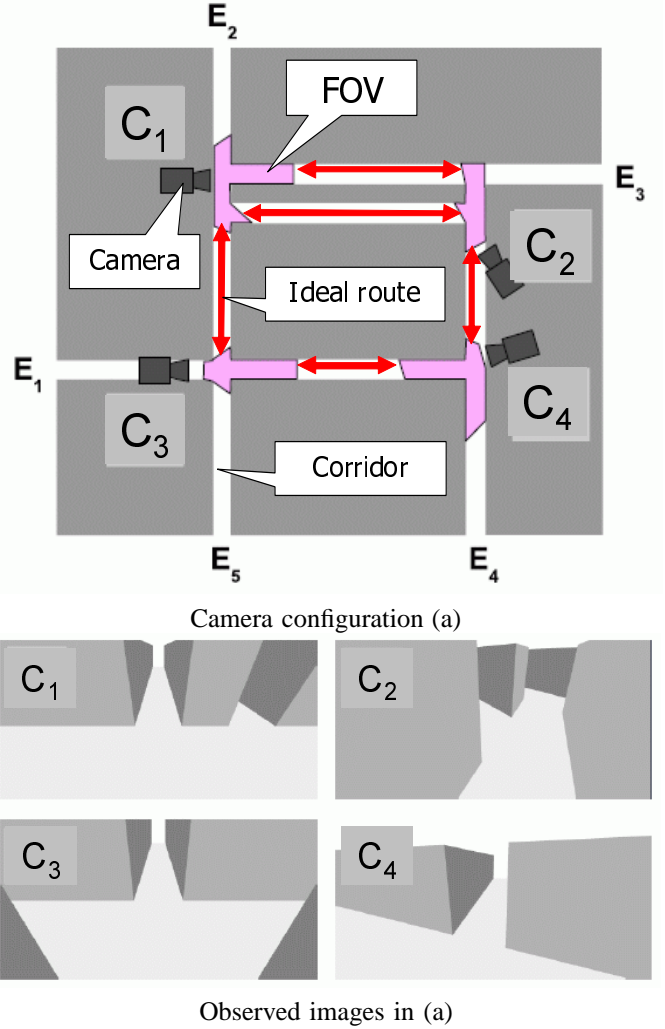 E2
FOV
C1
E3
Camera
C2
Ideal route
E1
C3
C4
Corridor
E5
E4
Camera configuration (a)
C1
C2
C3
C4
Observed images in (a)